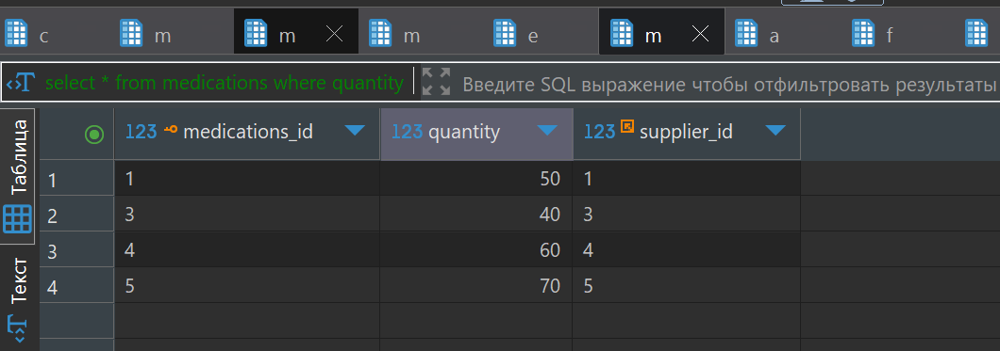 c m m m e m a f
select * from medications where quantity Введите SQL выражение чтобы отфильтровать результаты
Таблица
Текст
123 medications_id 123 quantity 123 supplier_id
1 1 50 1
2 3 40 3
3 4 60 4
4 5 70 5